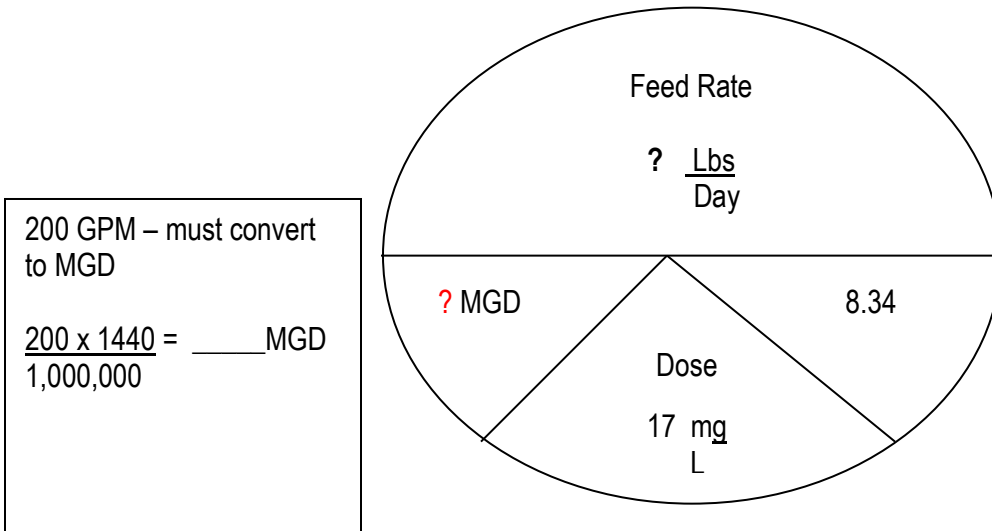 Feed Rate
? Lbs
Day
200 GPM – must convert
to MGD
200 x 1440 = _____MGD
1,000,000
? MGD
8.34
Dose
17 mg
L